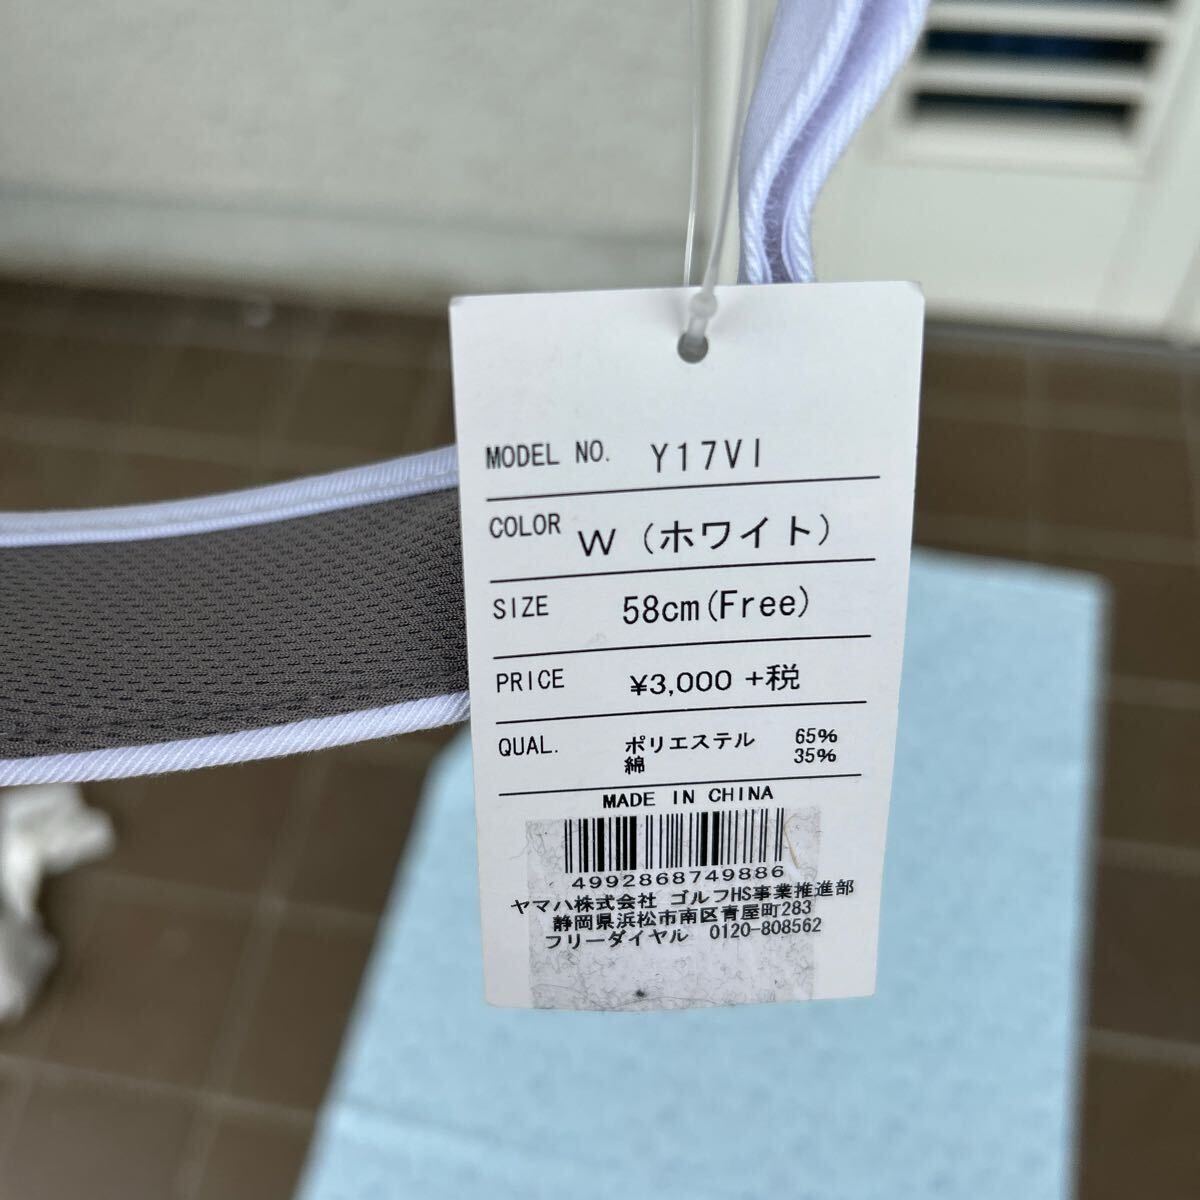 MODEL NO. Y17VI
COLOR W (ホワイト)
SIZE 58cm(Free)
PRICE ¥3,000 +税
QUAL. ポリエステル 65%
綿 35%
MADE IN CHINA
4992868749886
ヤマハ株式会社 ゴルフHS事業推進部
静岡県浜松市南区青屋町283
フリーダイヤル 0120-808562